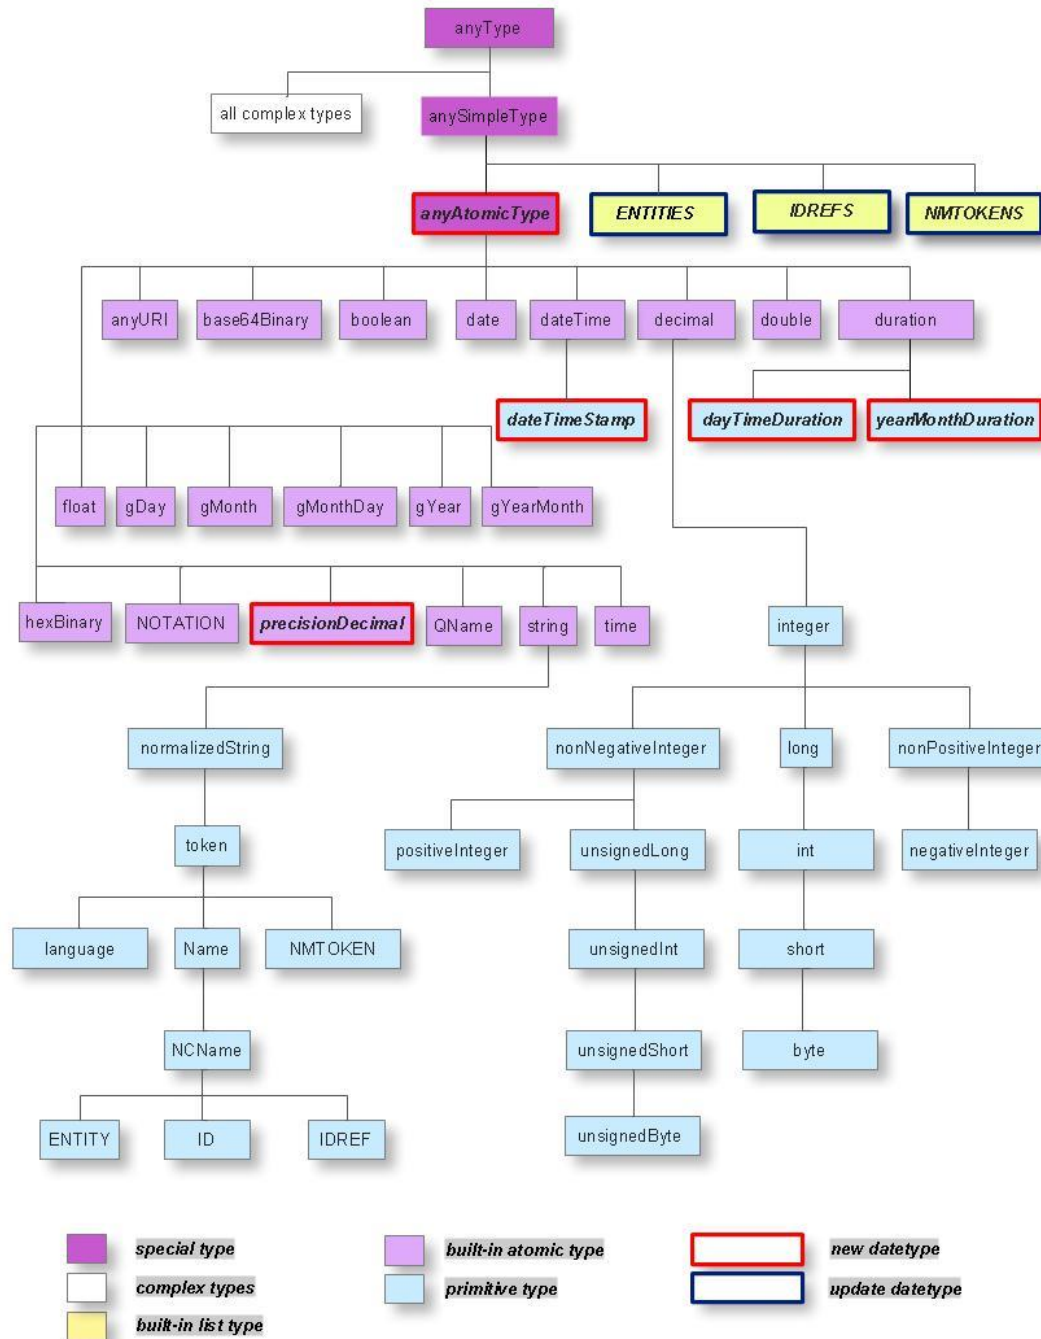 anyType
all complex types
anySimpleType
anyAtomicType
ENTITIES
IDREFS
NMTOKENS
anyURI
base64Binary
boolean
date
dateTime
decimal
double
duration
dateTimeStamp
dayTimeDuration
yearMonthDuration
float
gDay
gMonth
gMonthDay
gYear
gYearMonth
hexBinary
NOTATION
precisionDecimal
QName
string
time
integer
normalizedString
nonNegativeInteger
long
nonPositiveInteger
token
positiveInteger
unsignedLong
int
negativeInteger
language
Name
NMTOKEN
unsignedInt
short
NCName
unsignedShort
byte
ENTITY
ID
IDREF
unsignedByte
special type
built-in atomic type
new datetype
complex types
primitive type
update datetype
built-in list type